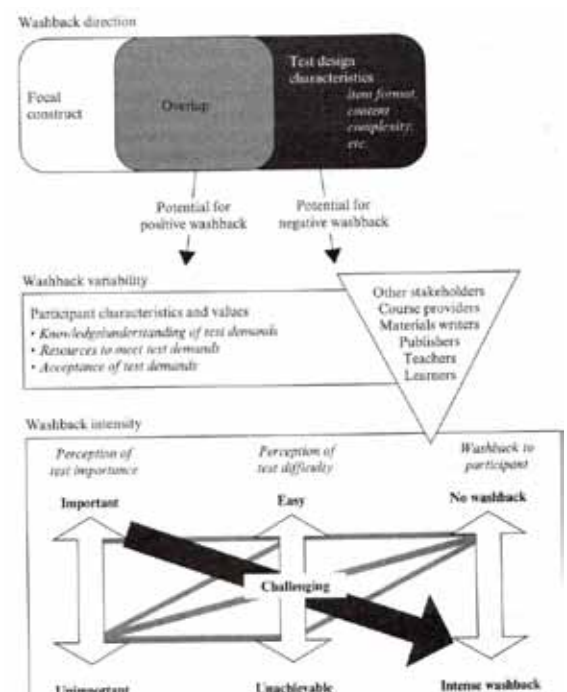 Washback direction
Focal
construct
Overlap
Test design
characteristics
item format,
content
complexity,
etc.
Potential for
positive washback
Potential for
negative washback
Washback variability
Participant characteristics and values
• Knowledge/understanding of test demands
• Resources to meet test demands
• Acceptance of test demands
Other stakeholders
Course providers
Materials writers
Publishers
Teachers
Learners
Washback intensity
Perception of
test importance
Perception of
test difficulty
Washback to
participant
Important
Easy
No washback
Challenging
Unimportant
Unachievable
Intense washback